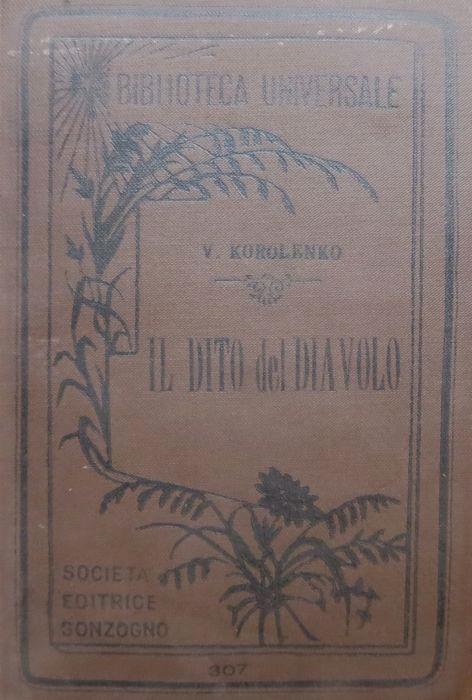 BIBLIOTECA UNIVERSALE
V. KOROLENKO
IL DITO del DIAVOLO
SOCIETÀ
EDITRICE
SONZOGNO
307